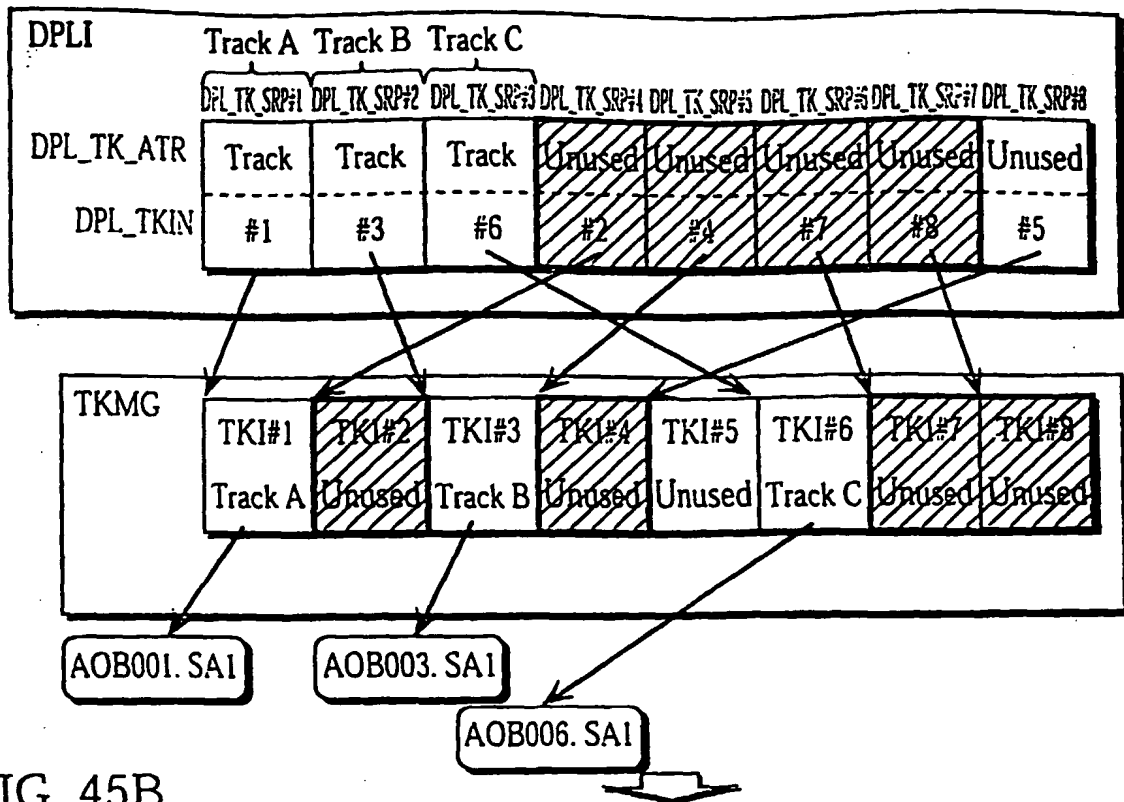 DPLI Track A Track B Track C
DPL_TK_SRP#1 DPL_TK_SRP#2 DPL_TK_SRP#3 DPL_TK_SRP#4 DPL_TK_SRP#5 DPL_TK_SRP#6 DPL_TK_SRP#7 DPL_TK_SRP#8
DPL_TK_ATR Track Track Track Unused Unused Unused Unused Unused
DPL_TKIN #1 #3 #6 #2 #4 #7 #8 #5
TKMG TKI#1 TKI#2 TKI#3 TKI#4 TKI#5 TKI#6 TKI#7 TKI#8
Track A Unused Track B Unused Unused Track C Unused Unused
AOB001. SA1 AOB003. SA1
AOB006. SA1
IG. 45B